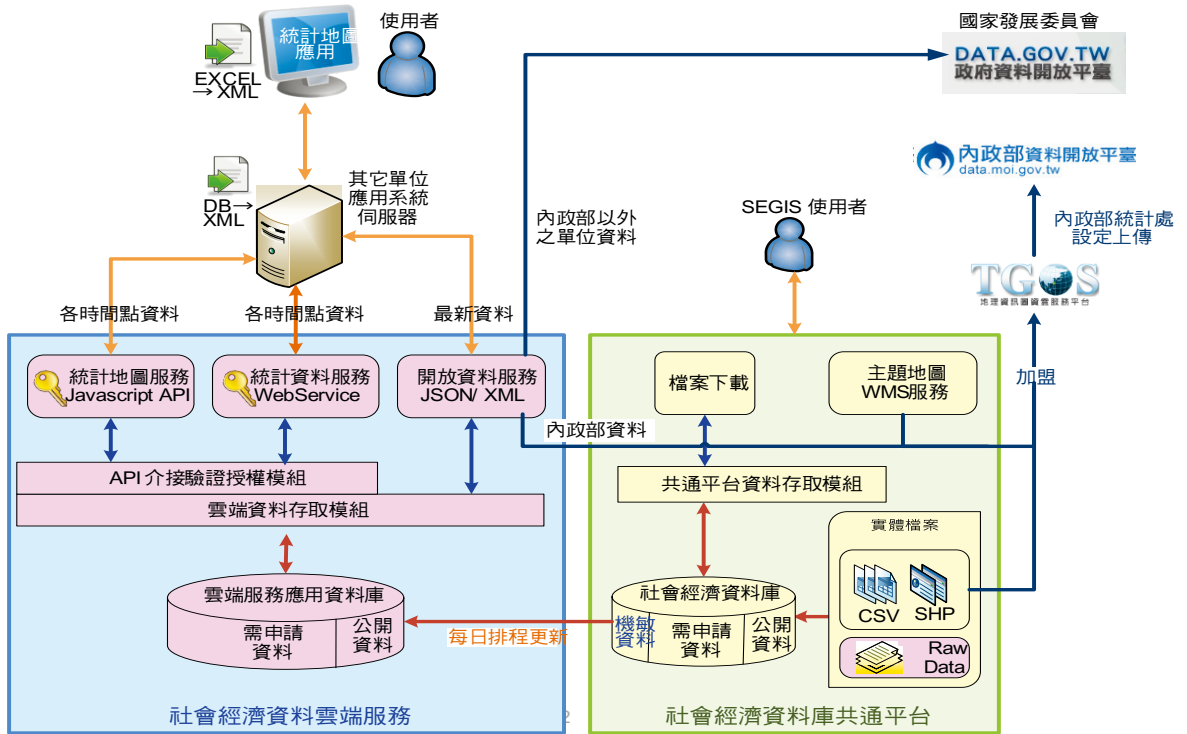 使用者
統計地圖
應用
EXCEL
→XML
國家發展委員會
DATA.GOV.TW
政府資料開放平臺
內政部資料開放平臺
data.moi.gov.tw
DB→
XML
其它單位
應用系統
伺服器
內政部以外
之單位資料
SEGIS 使用者
內政部統計處
設定上傳
TGOS
地理資訊圖資雲服務平台
各時間點資料
各時間點資料
最新資料
統計地圖服務
Javascript API
統計資料服務
WebService
開放資料服務
JSON/ XML
檔案下載
主題地圖
WMS服務
加盟
內政部資料
API 介接驗證授權模組
雲端資料存取模組
共通平台資料存取模組
實體檔案
CSV
SHP
Raw
Data
雲端服務應用資料庫
需申請
資料
公開
資料
每日排程更新
社會經濟資料庫
機敏
資料
需申請
資料
公開
資料
社會經濟資料雲端服務
2
社會經濟資料庫共通平台